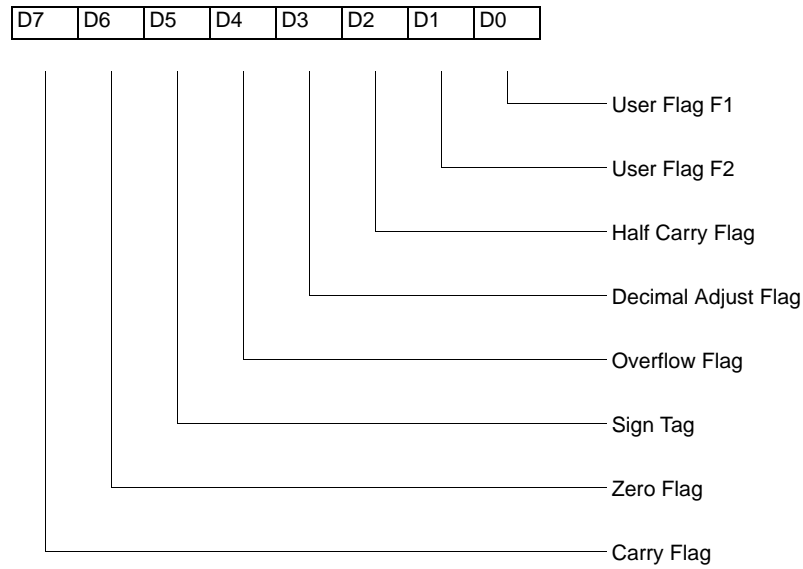 D7 D6 D5 D4 D3 D2 D1 D0
User Flag F1
User Flag F2
Half Carry Flag
Decimal Adjust Flag
Overflow Flag
Sign Tag
Zero Flag
Carry Flag